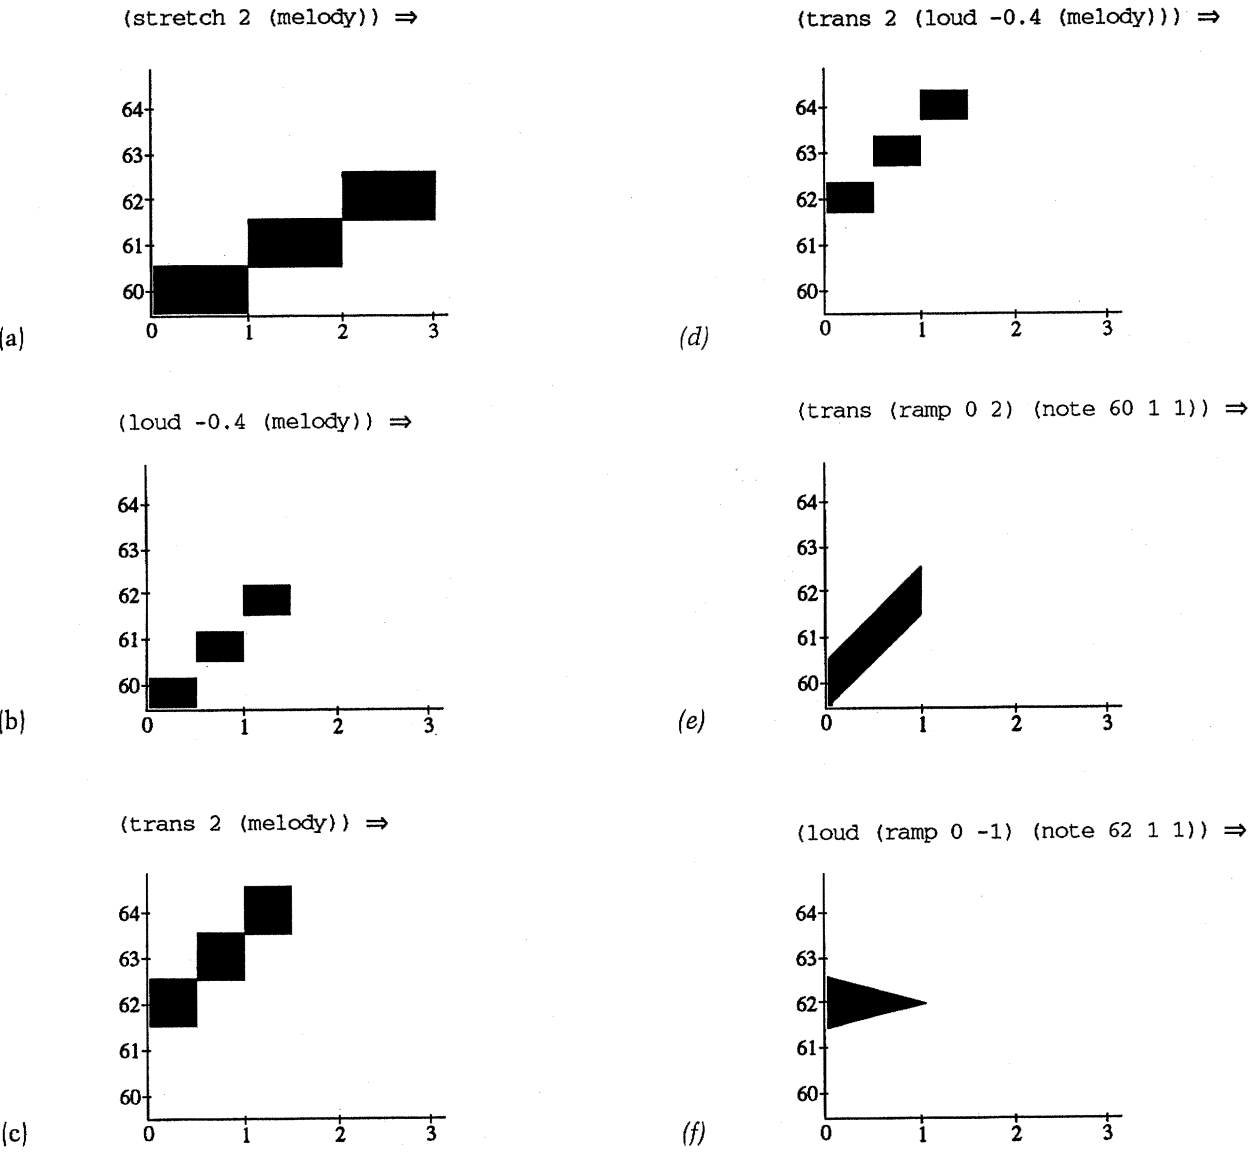 (stretch 2 (melody)) ⇒
64
63
62
61
60
0 1 2 3
(a)
(loud -0.4 (melody)) ⇒
64
63
62
61
60
0 1 2 3
(b)
(trans 2 (melody)) ⇒
64
63
62
61
60
0 1 2 3
(c)
(trans 2 (loud -0.4 (melody))) ⇒
64
63
62
61
60
0 1 2 3
(d)
(trans (ramp 0 2) (note 60 1 1)) ⇒
64
63
62
61
60
0 1 2 3
(e)
(loud (ramp 0 -1) (note 62 1 1)) ⇒
64
63
62
61
60
0 1 2 3
(f)